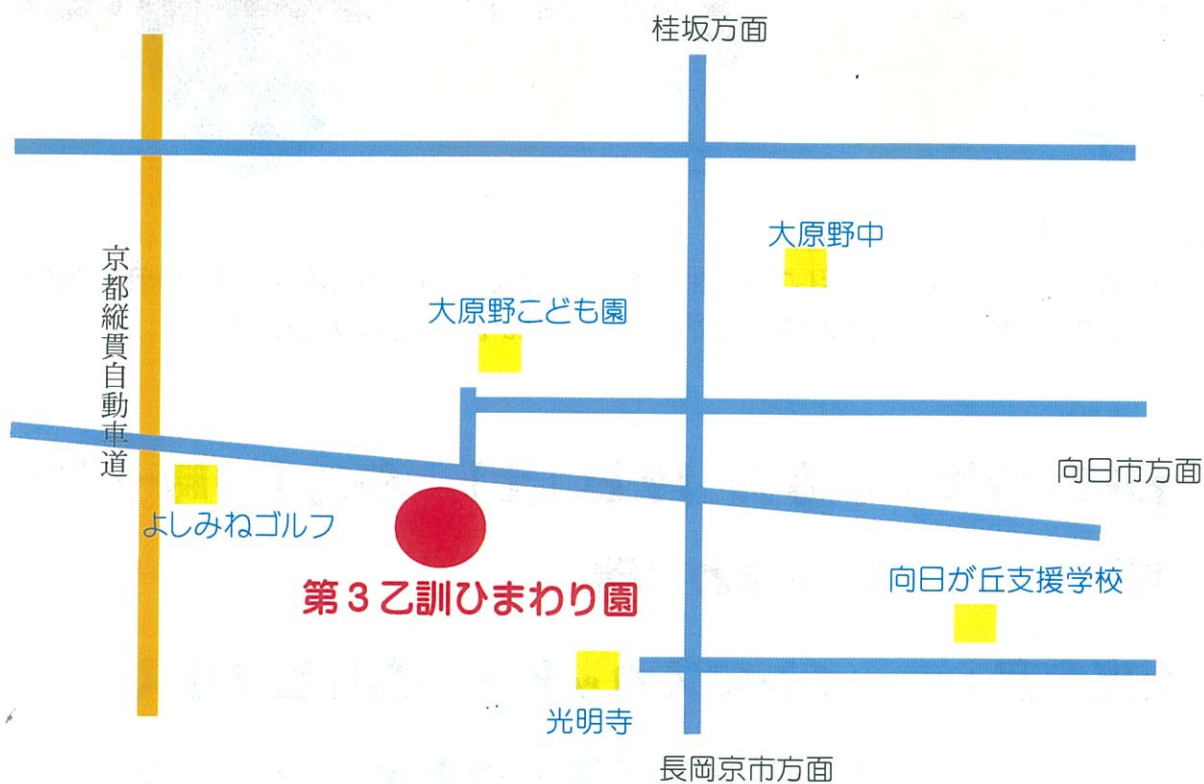 桂坂方面
大原野中
京都縦貫自動車道
大原野こども園
向日市方面
よしみねゴルフ
向日が丘支援学校
第3乙訓ひまわり園
光明寺
長岡京市方面